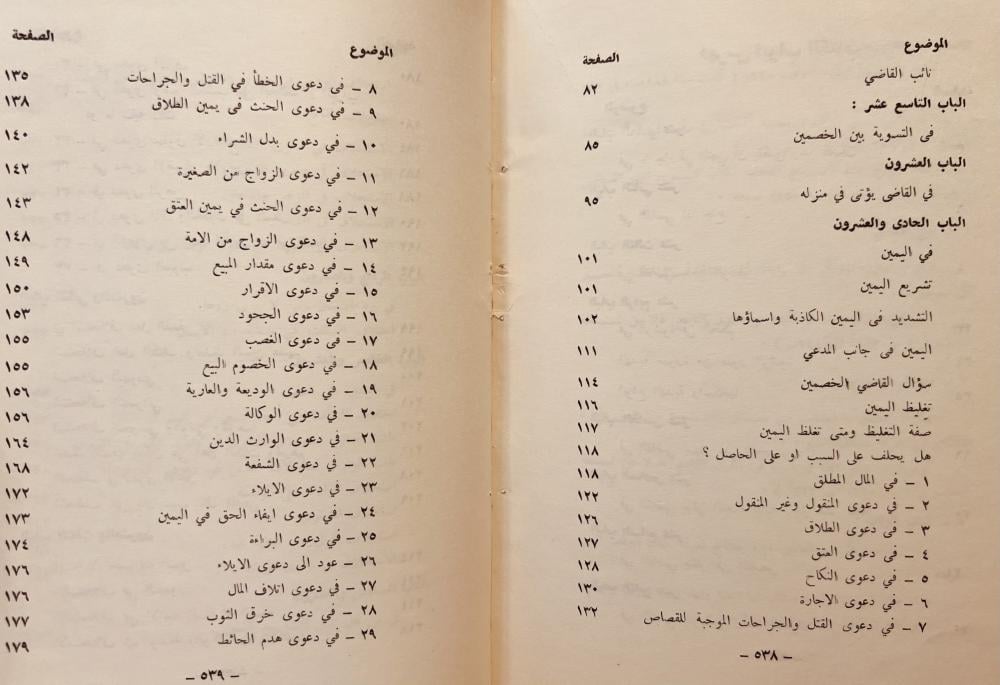 الموضوع الصفحة
نائب القاضي ٨٢
الباب التاسع عشر :
فى التسوية بين الخصمين ٨٥
الباب العشرون
في القاضى يؤتى في منزله ٩٥
الباب الحادى والعشرون
في اليمين ١٠١
تشريع اليمين ١٠١
التشديد فى اليمين الكاذبة واسماؤها ١٠٢
اليمين فى جانب المدعي ١١١
سؤال القاضي الخصمين ١١٤
تغليظ اليمين ١١٦
صفة التغليظ ومتى تغلظ اليمين ١١٧
هل يحلف على السبب او على الحاصل ؟ ١١٨
١ – في المال المطلق ١١٨
٢ – في دعوى المنقول وغير المنقول ١٢٢
٣ – فى دعوى الطلاق ١٢٦
٤ – فى دعوى العتق ١٢٧
٥ – في دعوى النكاح ١٢٨
٦ – في دعوى الاجارة ١٣٠
٧ – في دعوى القتل والجراحات الموجبة للقصاص ١٣٢
– ٥٣٨ –
الموضوع الصفحة
٨ – فى دعوى الخطأ في القتل والجراحات ١٣٥
٩ – في دعوى الحنث فى يمين الطلاق ١٣٨
١٠ – في دعوى بدل الشراء ١٤٠
١١ – في دعوى الزواج من الصغيرة ١٤٢
١٢ – في دعوى الحنث في يمين العتق ١٤٣
١٣ – في دعوى الزواج من الامة ١٤٨
١٤ – في دعوى مقدار المبيع ١٤٩
١٥ – في دعوى الاقرار ١٥٠
١٦ – في دعوى الجحود ١٥٣
١٧ – فى دعوى الغصب ١٥٥
١٨ – في دعوى الخصوم البيع ١٥٥
١٩ – في دعوى الوديعة والعارية ١٥٦
٢٠ – في دعوى الوكالة ١٥٦
٢١ – في دعوى الوارث الدين ١٦٤
٢٢ – في دعوى الشفعة ١٦٨
٢٣ – في دعوى الايلاء ١٧٢
٢٤ – في دعوى ايفاء الحق في اليمين ١٧٣
٢٥ – في دعوى البراءة ١٧٤
٢٦ – عود الى دعوى الايلاء ١٧٦
٢٧ – في دعوى اتلاف المال ١٧٦
٢٨ – في دعوى خرق الثوب ١٧٧
٢٩ – في دعوى هدم الحائط ١٧٩
– ٥٣٩ –